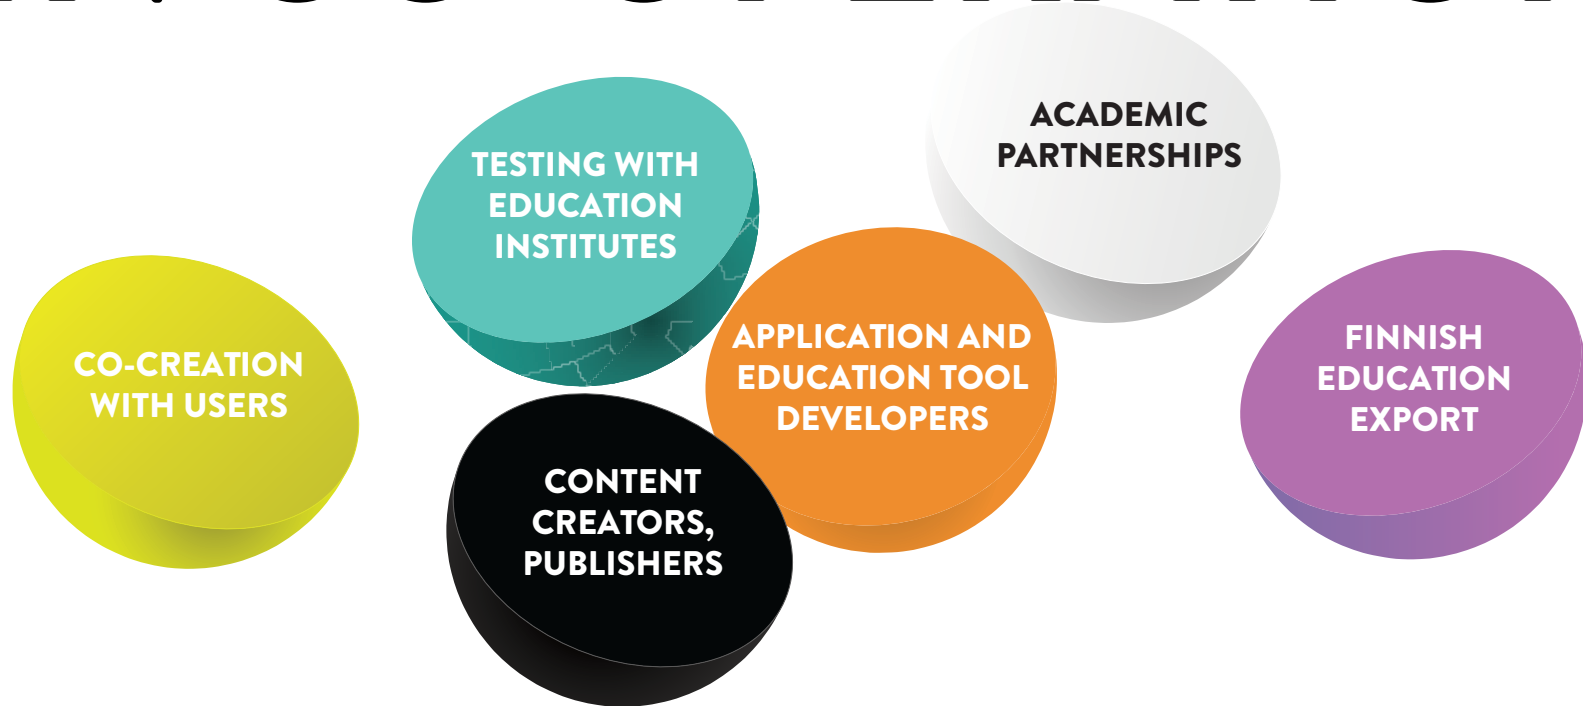 ACADEMIC
PARTNERSHIPS
TESTING WITH
EDUCATION
INSTITUTES
CO-CREATION
WITH USERS
APPLICATION AND
EDUCATION TOOL
DEVELOPERS
FINNISH
EDUCATION
EXPORT
CONTENT
CREATORS,
PUBLISHERS